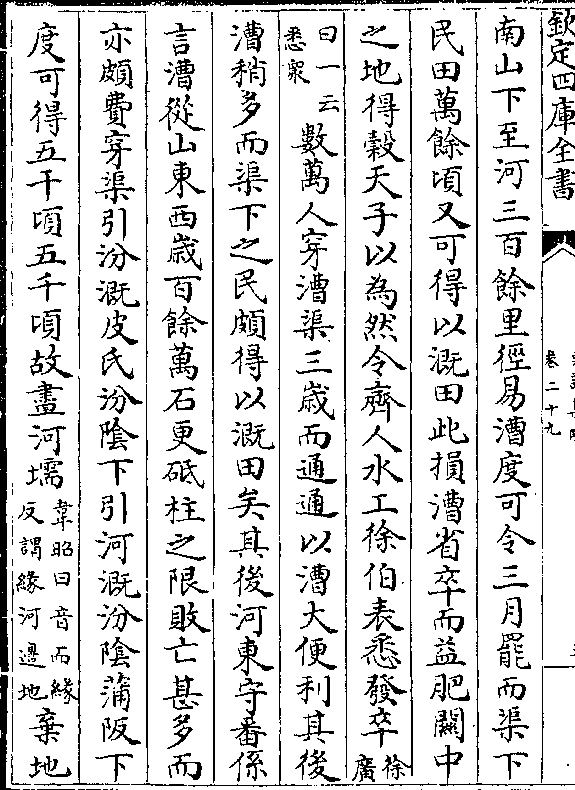 欽定四庫全書
卷二十九
南山下至河三百餘里徑易漕度可令三月罷而渠下
民田萬餘頃又可得以溉田此損漕省卒而益肥闗中
之地得穀天子以為然令齊人水工徐伯表悉發卒徐廣
曰一云悉衆數萬人穿漕渠三嵗而通通以漕大便利其後
漕稍多而渠下之民頗得以溉田矣其後河東守番係
言漕從山東西嵗百餘萬石更砥柱之限敗亡甚多而
亦頗費穿渠引汾溉皮氏汾陰下引河溉汾陰蒲阪下
度可得五千頃五千頃故盡河壖韋昭曰音而緣反謂緣河邊地棄地